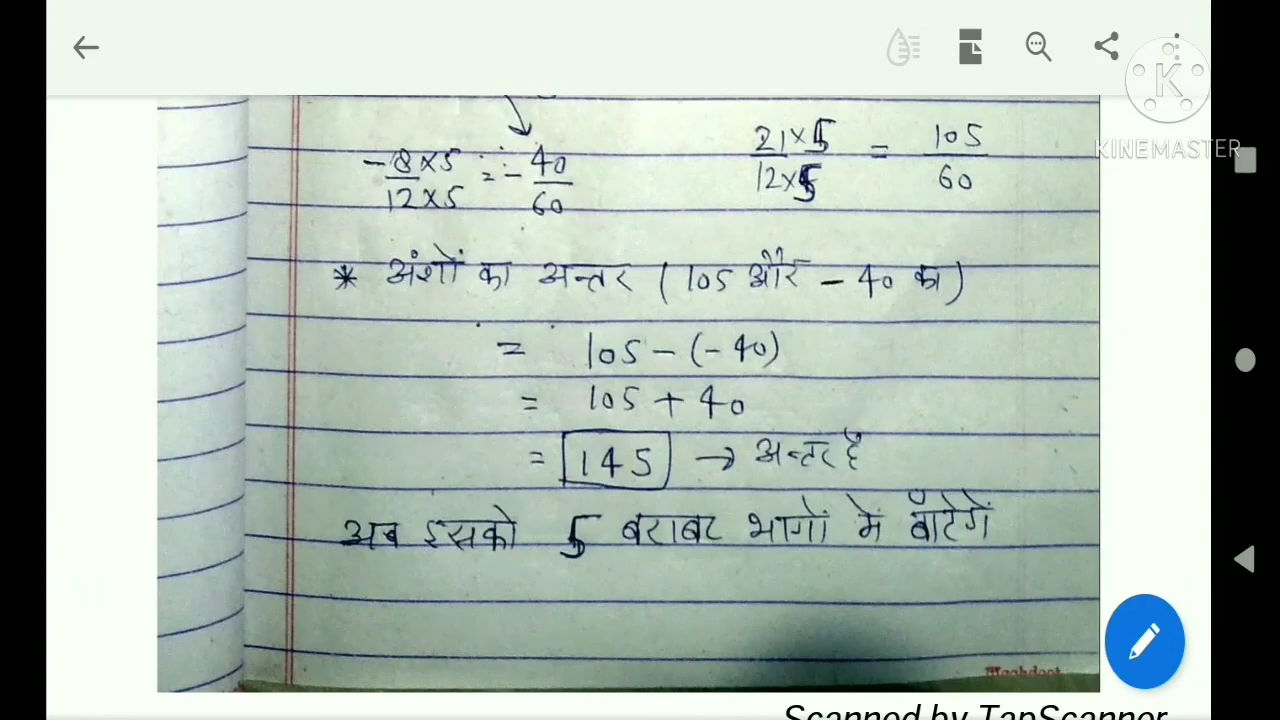 KINEMASTER
-8×5/12×5 = -40/60    21×5/12×5 = 105/60
* अंशों का अन्तर (105 और - 40 का)
= 105 - (- 40)
= 105 + 40
= 145 → अन्तर है
अब इसको 5 बराबर भागों में बाँटेगें
Scanned by TapScanner